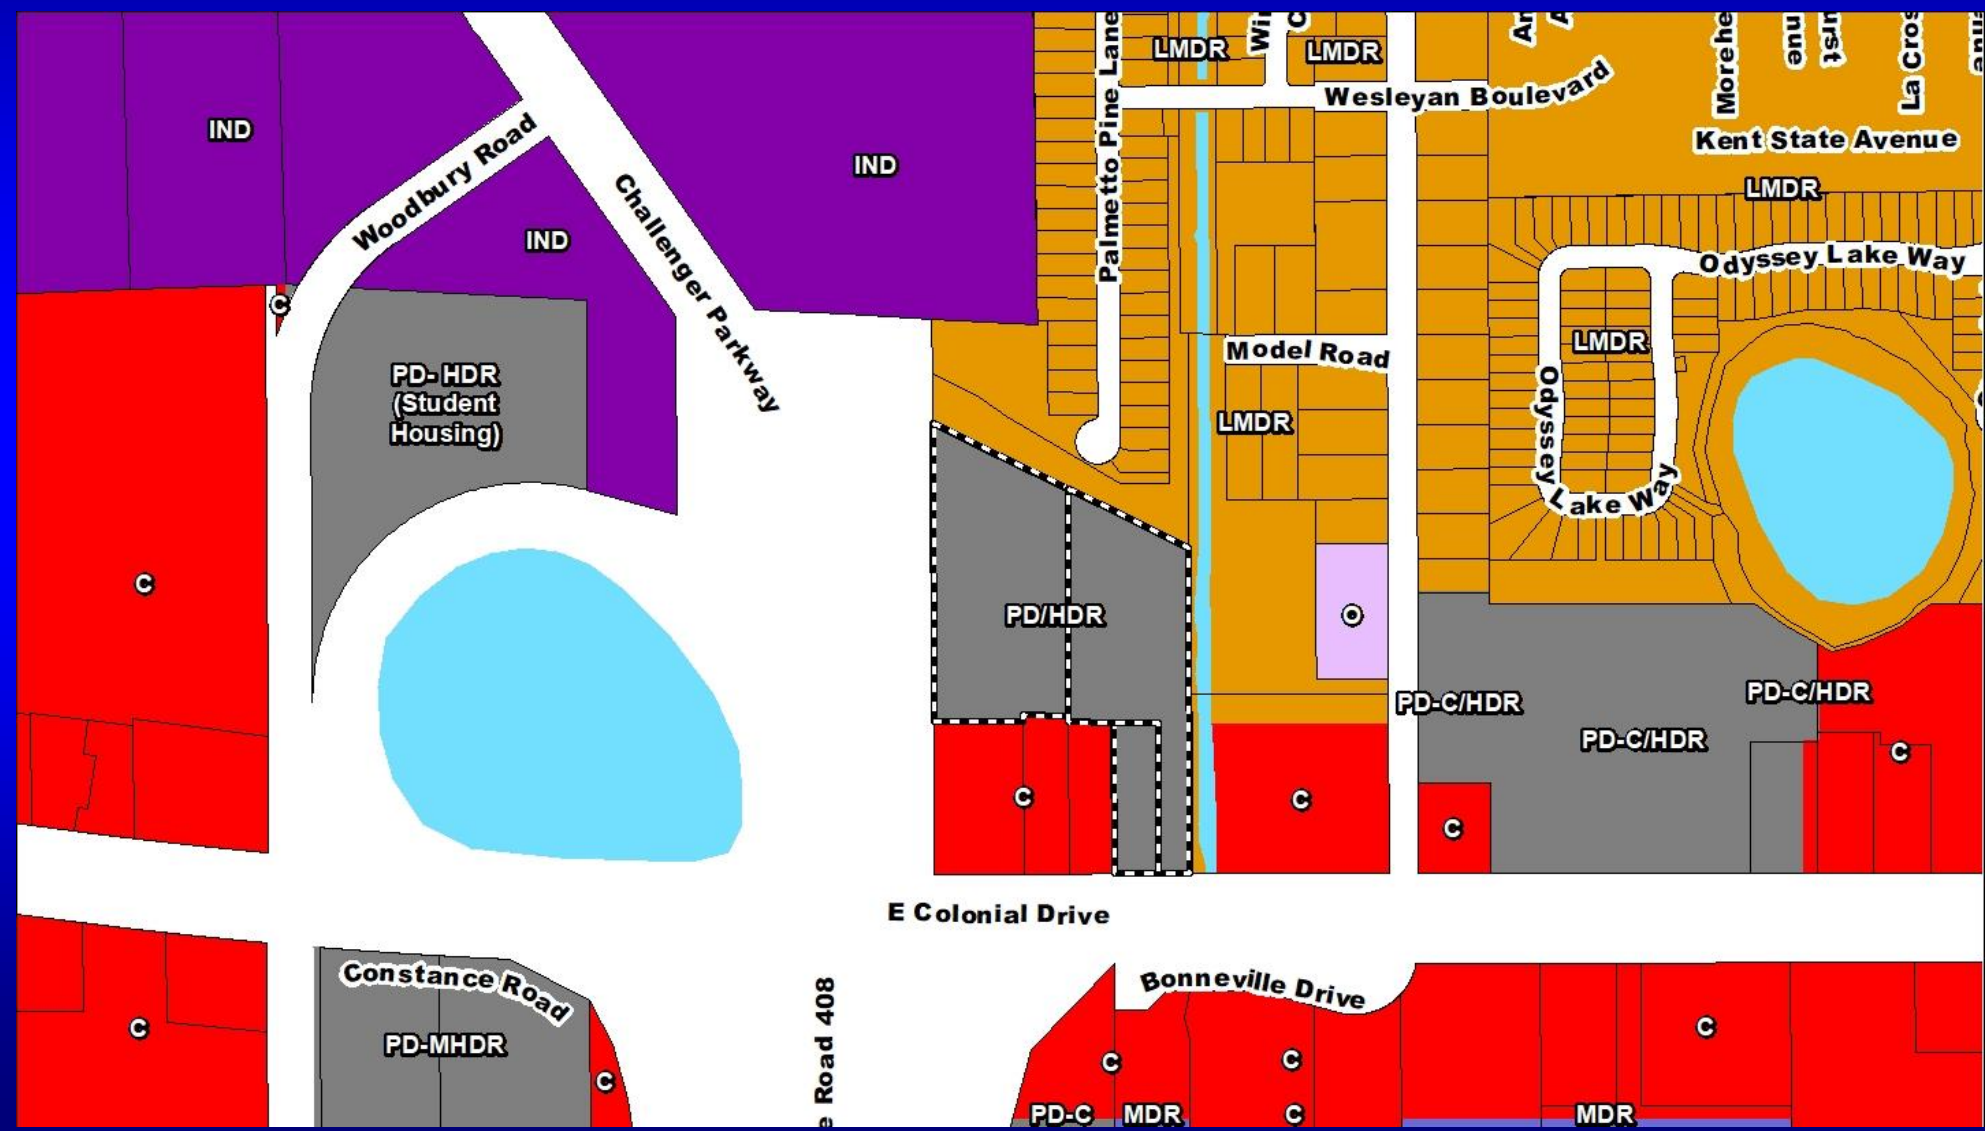 LMDR
LMDR
Wesleyan Boulevard
Palmetto Pine Lane
Kent State Avenue
LMDR
IND
IND
IND
Woodbury Road
Challenger Parkway
Odyssey Lake Way
C
PD- HDR
(Student
Housing)
Model Road
LMDR
LMDR
Odyssey
Lake Way
C
PD/HDR
O
PD-C/HDR
PD-C/HDR
PD-C/HDR
C
C
C
C
E Colonial Drive
Constance Road
Bonneville Drive
C
PD-MHDR
C
Road 408
C
C
C
PD-C
MDR
C
MDR